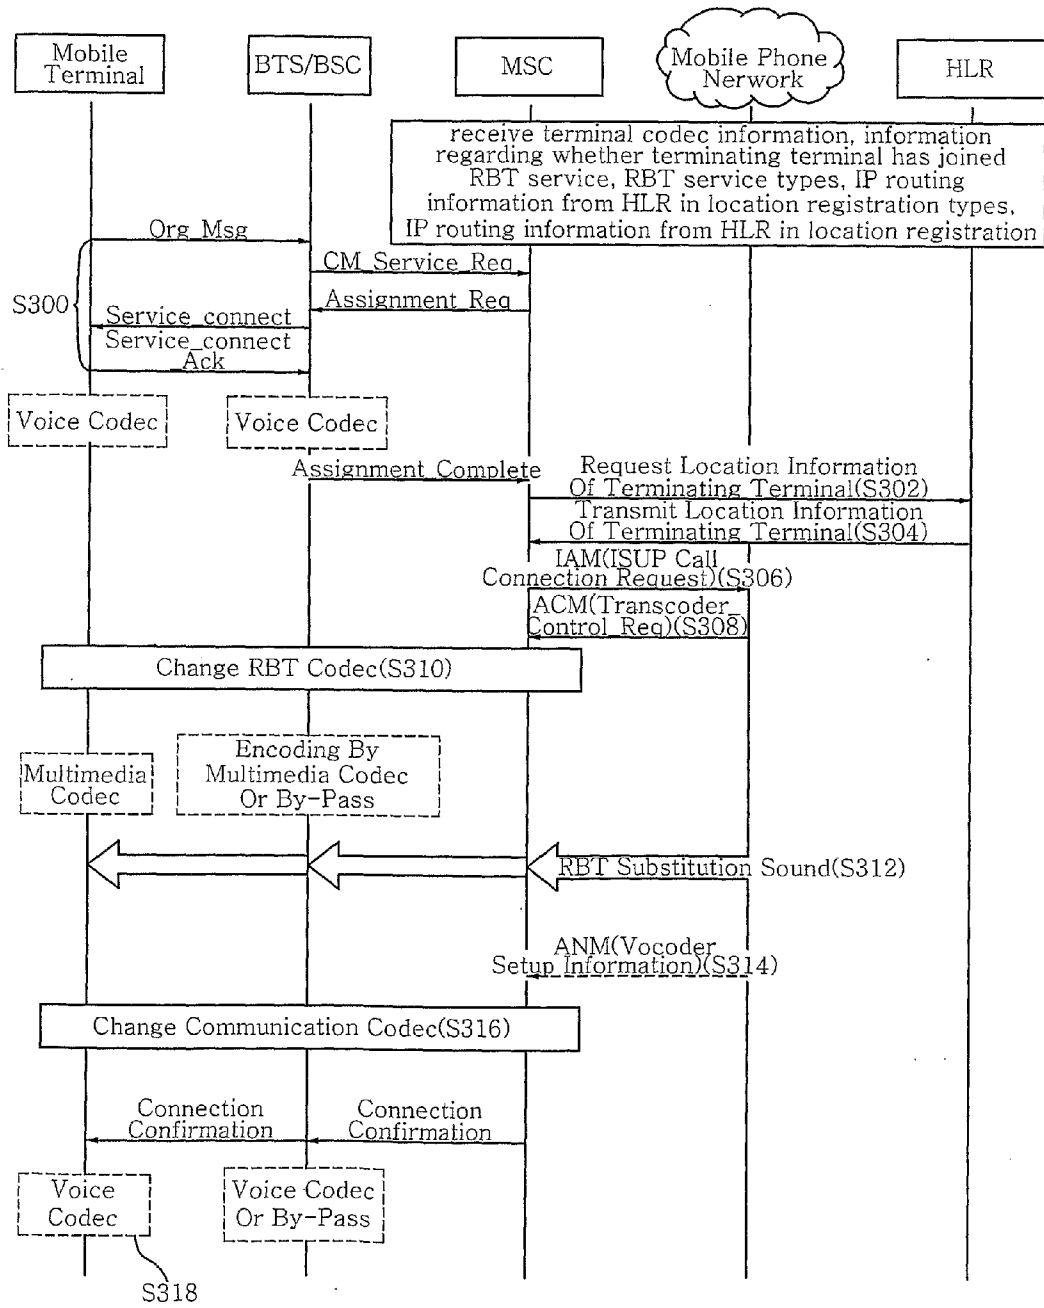 Mobile
Terminal
BTS/BSC
MSC
Mobile Phone
Nerwork
HLR
receive terminal codec information, information
regarding whether terminating terminal has joined
RBT service, RBT service types, IP routing
information from HLR in location registration types,
IP routing information from HLR in location registration
Org_Msg
CM_Service_Req
Assignment_Req
S300
Service_connect
Service_connect
_Ack
Voice Codec
Voice Codec
Assignment_Complete
Request Location Information
Of Terminating Terminal(S302)
Transmit Location Information
Of Terminating Terminal(S304)
IAM(ISUP Call
Connection Request)(S306)
ACM(Transcoder_
Control_Req)(S308)
Change RBT Codec(S310)
Multimedia
Codec
Encoding By
Multimedia Codec
Or By-Pass
RBT Substitution Sound(S312)
ANM(Vocoder
Setup Information)(S314)
Change Communication Codec(S316)
Connection
Confirmation
Connection
Confirmation
Voice
Codec
Voice Codec
Or By-Pass
S318